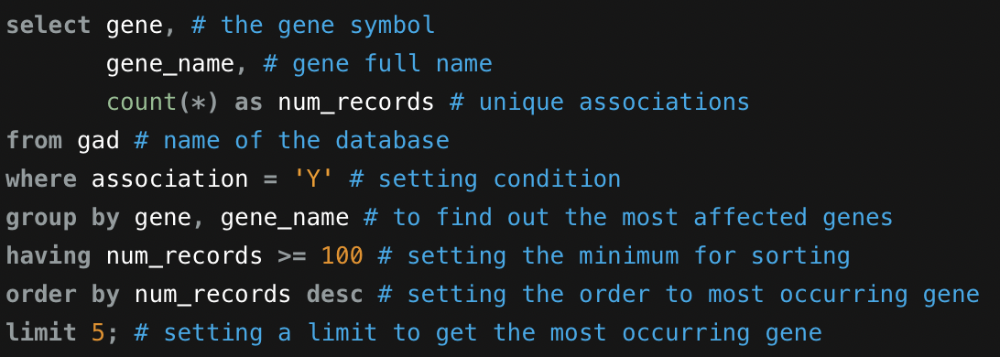 select gene, # the gene symbol
gene_name, # gene full name
count(*) as num_records # unique associations
from gad # name of the database
where association = 'Y' # setting condition
group by gene, gene_name # to find out the most affected genes
having num_records >= 100 # setting the minimum for sorting
order by num_records desc # setting the order to most occurring gene
limit 5; # setting a limit to get the most occurring gene